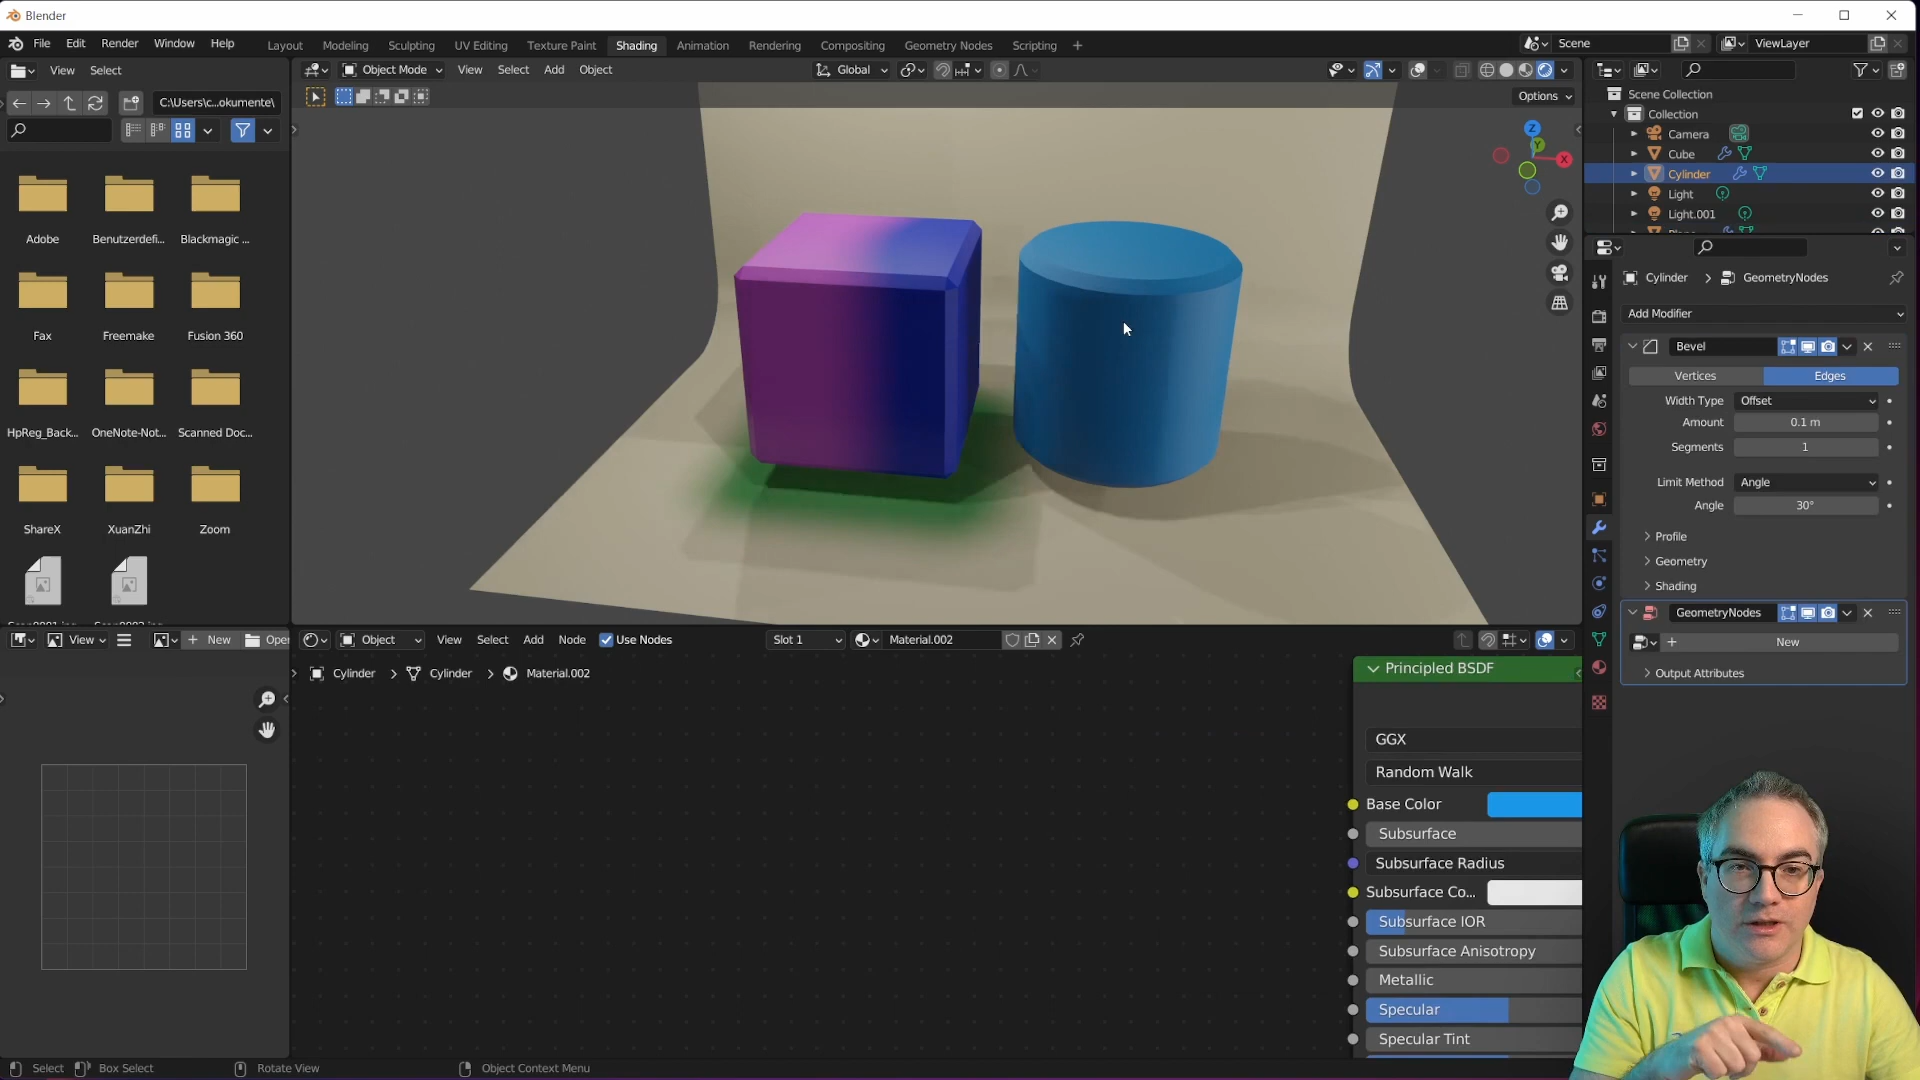 Blender
File Edit Render Window Help
Layout Modeling Sculpting UV Editing Texture Paint Shading Animation Rendering Compositing Geometry Nodes Scripting +
Scene
ViewLayer
View Select
Object Mode View Select Add Object
Global
C:\Users\c...okumente\
Options
Z
Y
X
Scene Collection
Collection
Camera
Cube
Cylinder
Light
Light.001
Adobe Benutzerdefi... Blackmagic ...
Fax Freemake Fusion 360
HpReg_Back... OneNote-Not... Scanned Doc...
ShareX XuanZhi Zoom
Cylinder > GeometryNodes
Add Modifier
Bevel
Vertices Edges
Width Type Offset
Amount 0.1 m
Segments 1
Limit Method Angle
Angle 30°
Profile
Geometry
Shading
GeometryNodes
+ New
Output Attributes
View + New Open
Object View Select Add Node Use Nodes Slot 1 Material.002
Cylinder > Cylinder > Material.002
Principled BSDF
GGX
Random Walk
Base Color
Subsurface
Subsurface Radius
Subsurface Co...
Subsurface IOR
Subsurface Anisotropy
Metallic
Specular
Specular Tint
Select Box Select Rotate View Object Context Menu